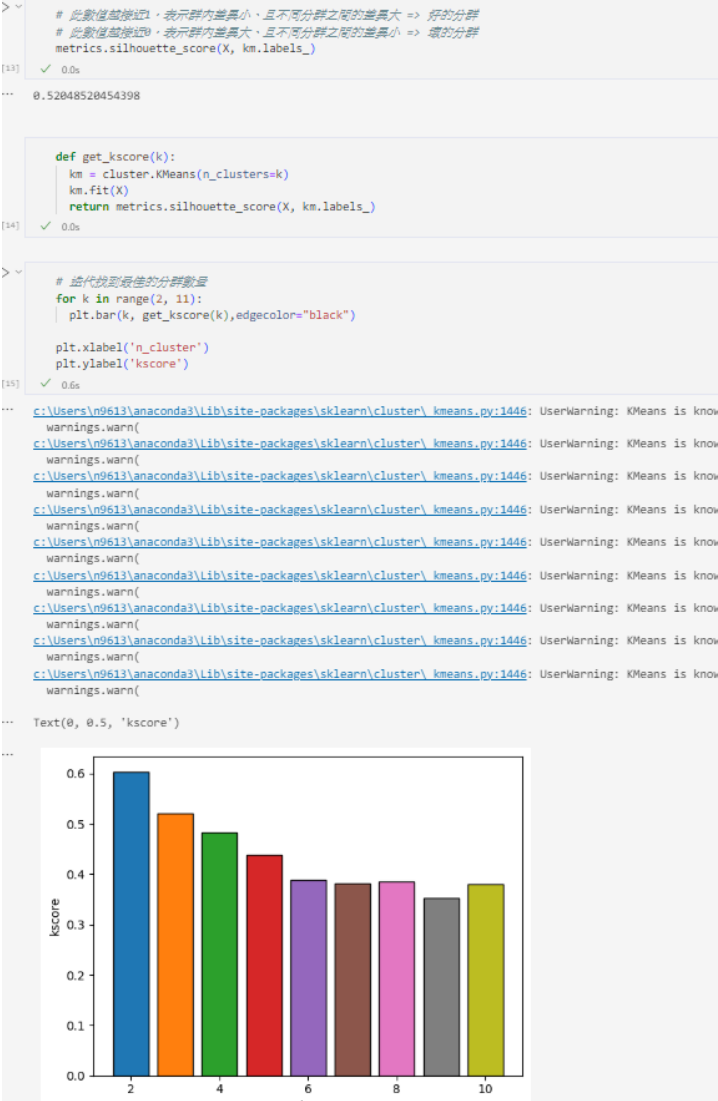 # 此數值越接近1，表示群內差異小、且不同分群之間的差異大 => 好的分群
# 此數值越接近0，表示群內差異大、且不同分群之間的差異小 => 壞的分群
metrics.silhouette_score(X, km.labels_)
[13] ✓ 0.0s
... 0.52048520454398
def get_kscore(k):
km = cluster.KMeans(n_clusters=k)
km.fit(X)
return metrics.silhouette_score(X, km.labels_)
[14] ✓ 0.0s
# 迭代找到最佳的分群數量
for k in range(2, 11):
plt.bar(k, get_kscore(k),edgecolor="black")
plt.xlabel('n_cluster')
plt.ylabel('kscore')
[15] ✓ 0.6s
... c:\Users\n9613\anaconda3\Lib\site-packages\sklearn\cluster\_kmeans.py:1446: UserWarning: KMeans is know
warnings.warn(
c:\Users\n9613\anaconda3\Lib\site-packages\sklearn\cluster\_kmeans.py:1446: UserWarning: KMeans is know
warnings.warn(
c:\Users\n9613\anaconda3\Lib\site-packages\sklearn\cluster\_kmeans.py:1446: UserWarning: KMeans is know
warnings.warn(
c:\Users\n9613\anaconda3\Lib\site-packages\sklearn\cluster\_kmeans.py:1446: UserWarning: KMeans is know
warnings.warn(
c:\Users\n9613\anaconda3\Lib\site-packages\sklearn\cluster\_kmeans.py:1446: UserWarning: KMeans is know
warnings.warn(
c:\Users\n9613\anaconda3\Lib\site-packages\sklearn\cluster\_kmeans.py:1446: UserWarning: KMeans is know
warnings.warn(
c:\Users\n9613\anaconda3\Lib\site-packages\sklearn\cluster\_kmeans.py:1446: UserWarning: KMeans is know
warnings.warn(
c:\Users\n9613\anaconda3\Lib\site-packages\sklearn\cluster\_kmeans.py:1446: UserWarning: KMeans is know
warnings.warn(
c:\Users\n9613\anaconda3\Lib\site-packages\sklearn\cluster\_kmeans.py:1446: UserWarning: KMeans is know
warnings.warn(
... Text(0, 0.5, 'kscore')
...
0.6
0.5
0.4
0.3
0.2
0.1
0.0
kscore
2 4 6 8 10